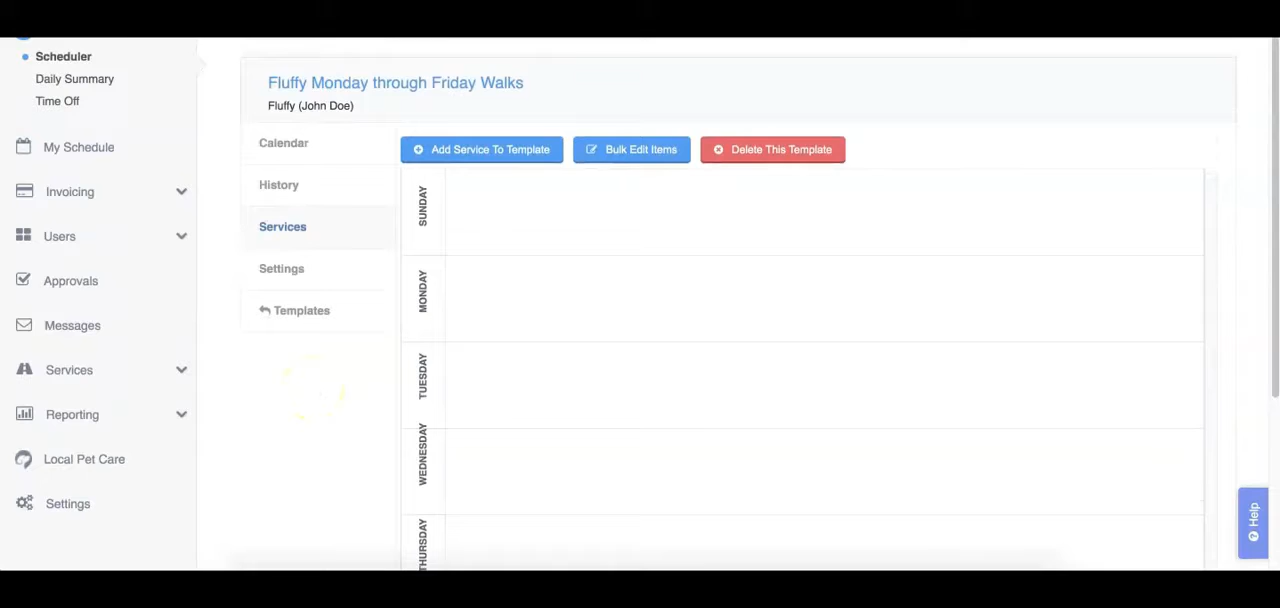 Scheduler
Daily Summary
Time Off
My Schedule
Invoicing
Users
Approvals
Messages
Services
Reporting
Local Pet Care
Settings
Fluffy Monday through Friday Walks
Fluffy (John Doe)
Calendar
History
Services
Settings
Templates
Add Service To Template
Bulk Edit Items
Delete This Template
SUNDAY
MONDAY
TUESDAY
WEDNESDAY
THURSDAY
Help